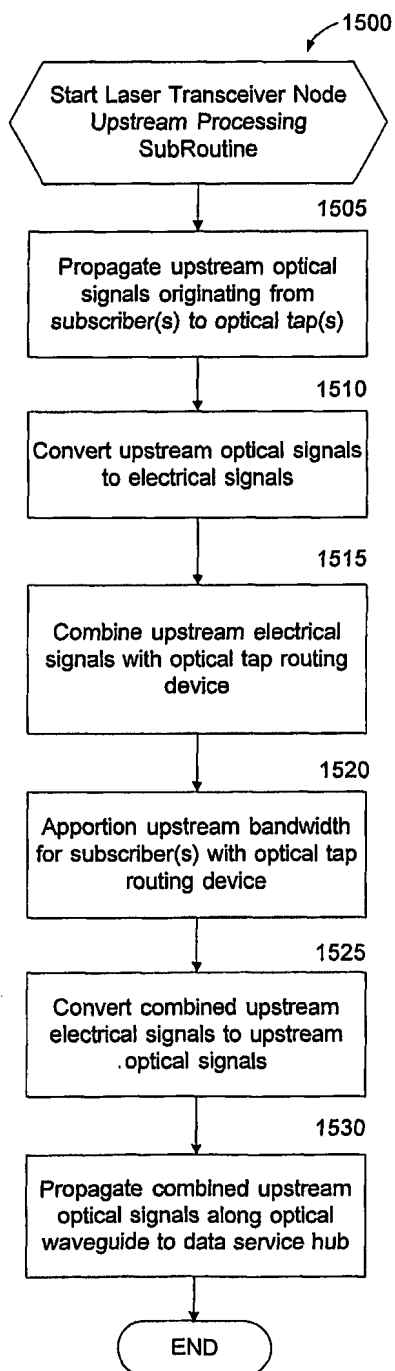 1500
Start Laser Transceiver Node
Upstream Processing
SubRoutine
1505
Propagate upstream optical
signals originating from
subscriber(s) to optical tap(s)
1510
Convert upstream optical signals
to electrical signals
1515
Combine upstream electrical
signals with optical tap routing
device
1520
Apportion upstream bandwidth
for subscriber(s) with optical tap
routing device
1525
Convert combined upstream
electrical signals to upstream
optical signals
1530
Propagate combined upstream
optical signals along optical
waveguide to data service hub
END